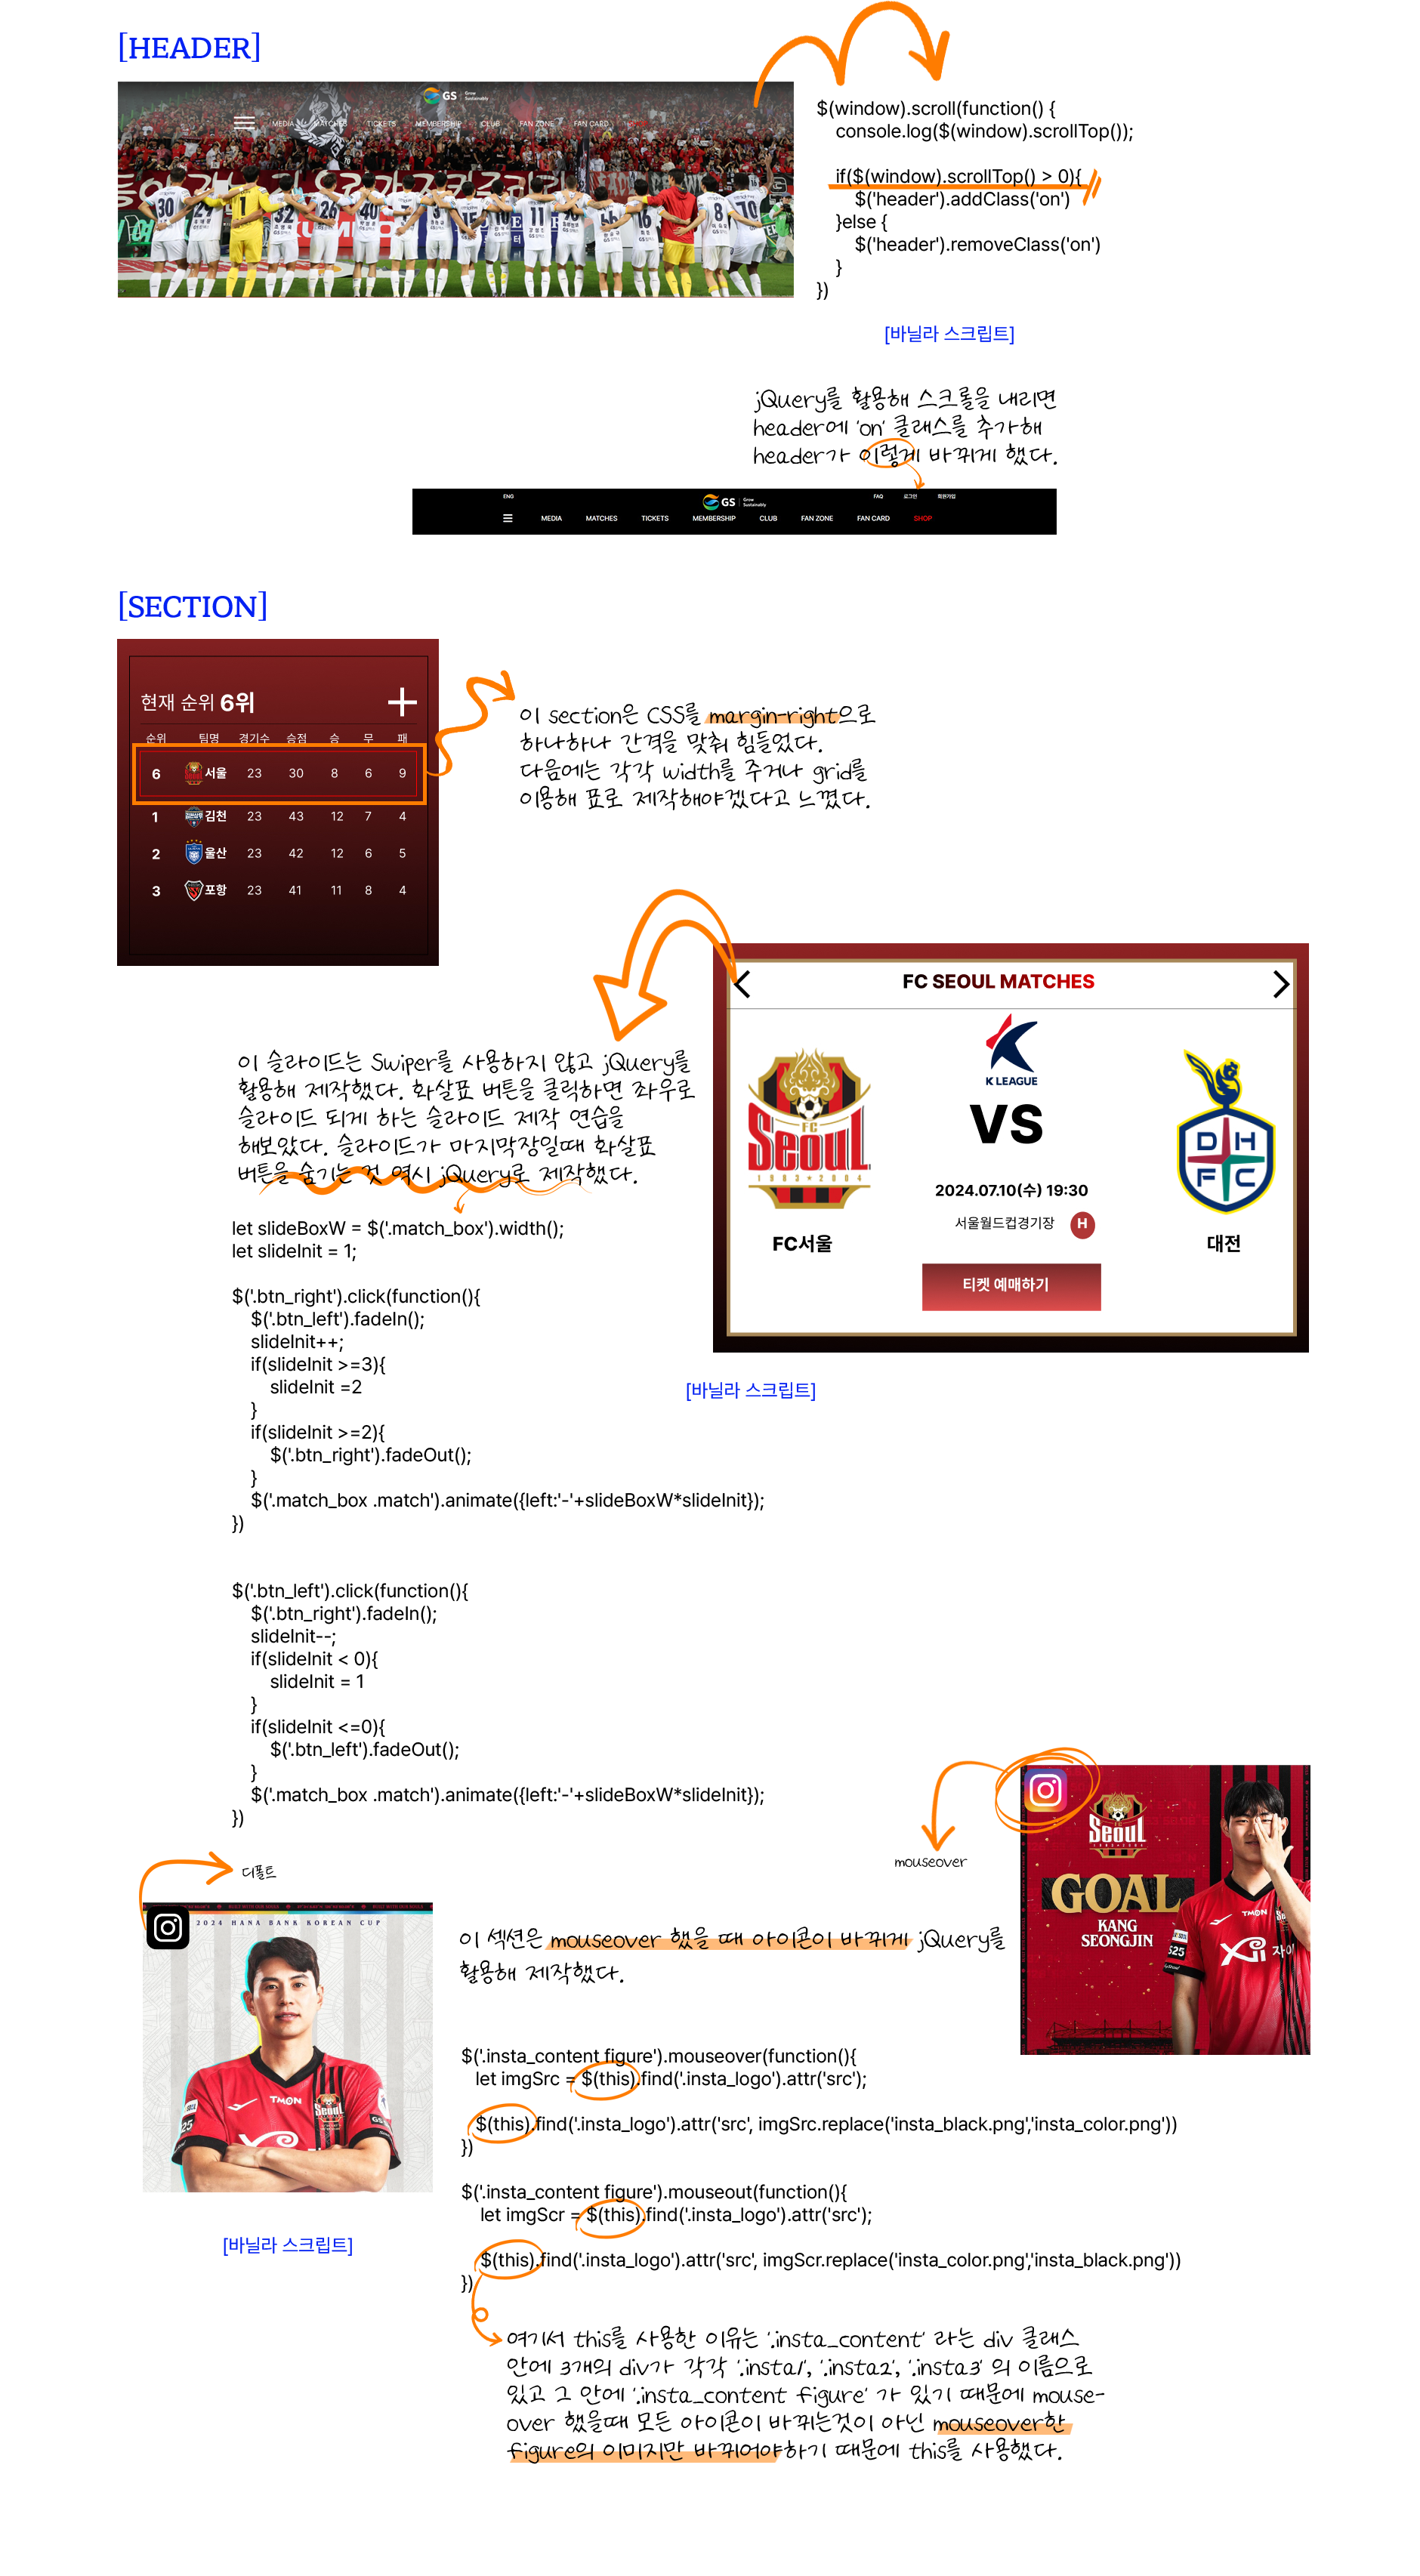 [HEADER]
GS Grow Sustainably
MEDIA MATCHES TICKETS MEMBERSHIP CLUB FAN ZONE FAN CARD
30 1 32 26 40 10 11 66 16 8 10
$(window).scroll(function() {
console.log($(window).scrollTop());
if($(window).scrollTop() > 0){
$('header').addClass('on')
}else {
$('header').removeClass('on')
}
})
[바닐라 스크립트]
jQuery를 활용해 스크롤을 내리면
header에 'on' 클래스를 추가해
header가 이렇게 바뀌게 했다.
ENG GS Grow Sustainably FAQ 로그인 회원가입
MEDIA MATCHES TICKETS MEMBERSHIP CLUB FAN ZONE FAN CARD SHOP
[SECTION]
현재 순위 6위
순위 팀명 경기수 승점 승 무 패
6 서울 23 30 8 6 9
1 김천 23 43 12 7 4
2 울산 23 42 12 6 5
3 포항 23 41 11 8 4
이 section은 CSS를 margin-right으로
하나하나 간격을 맞춰 힘들었다.
다음에는 각각 width를 주거나 grid를
이용해 표로 제작해야겠다고 느꼈다.
FC SEOUL MATCHES
K LEAGUE
VS
FC
Seoul
1983★2004
DHFC
2024.07.10(수) 19:30
서울월드컵경기장 H
FC서울
대전
티켓 예매하기
[바닐라 스크립트]
이 슬라이드는 Swiper를 사용하지 않고 jQuery를
활용해 제작했다. 화살표 버튼을 클릭하면 좌우로
슬라이드 되게 하는 슬라이드 제작 연습을
해보았다. 슬라이드가 마지막장일때 화살표
버튼을 숨기는 것 역시 jQuery로 제작했다.
let slideBoxW = $('.match_box').width();
let slideInit = 1;
$('.btn_right').click(function(){
$('.btn_left').fadeIn();
slideInit++;
if(slideInit >=3){
slideInit =2
}
if(slideInit >=2){
$('.btn_right').fadeOut();
}
$('.match_box .match').animate({left:'-'+slideBoxW*slideInit});
})
$('.btn_left').click(function(){
$('.btn_right').fadeIn();
slideInit--;
if(slideInit < 0){
slideInit = 1
}
if(slideInit <=0){
$('.btn_left').fadeOut();
}
$('.match_box .match').animate({left:'-'+slideBoxW*slideInit});
})
mouseover
Seoul
GOAL
KANG
SEONGJIN
TMON
S25
Xi 자이
디폴트
2024 HANA BANK KOREAN CUP
TMON
Seoul
GS
[바닐라 스크립트]
이 섹션은 mouseover 했을 때 아이콘이 바뀌게 jQuery를
활용해 제작했다.
$('.insta_content figure').mouseover(function(){
let imgSrc = $(this).find('.insta_logo').attr('src');
$(this).find('.insta_logo').attr('src', imgSrc.replace('insta_black.png','insta_color.png'))
})
$('.insta_content figure').mouseout(function(){
let imgScr = $(this).find('.insta_logo').attr('src');
$(this).find('.insta_logo').attr('src', imgScr.replace('insta_color.png','insta_black.png'))
})
여기서 this를 사용한 이유는 '.insta_content' 라는 div 클래스
안에 3개의 div가 각각 '.insta1', '.insta2', '.insta3' 의 이름으로
있고 그 안에 '.insta_content figure' 가 있기 때문에 mouse-
over 했을때 모든 아이콘이 바뀌는것이 아닌 mouseover한
figure의 이미지만 바뀌어야하기 때문에 this를 사용했다.